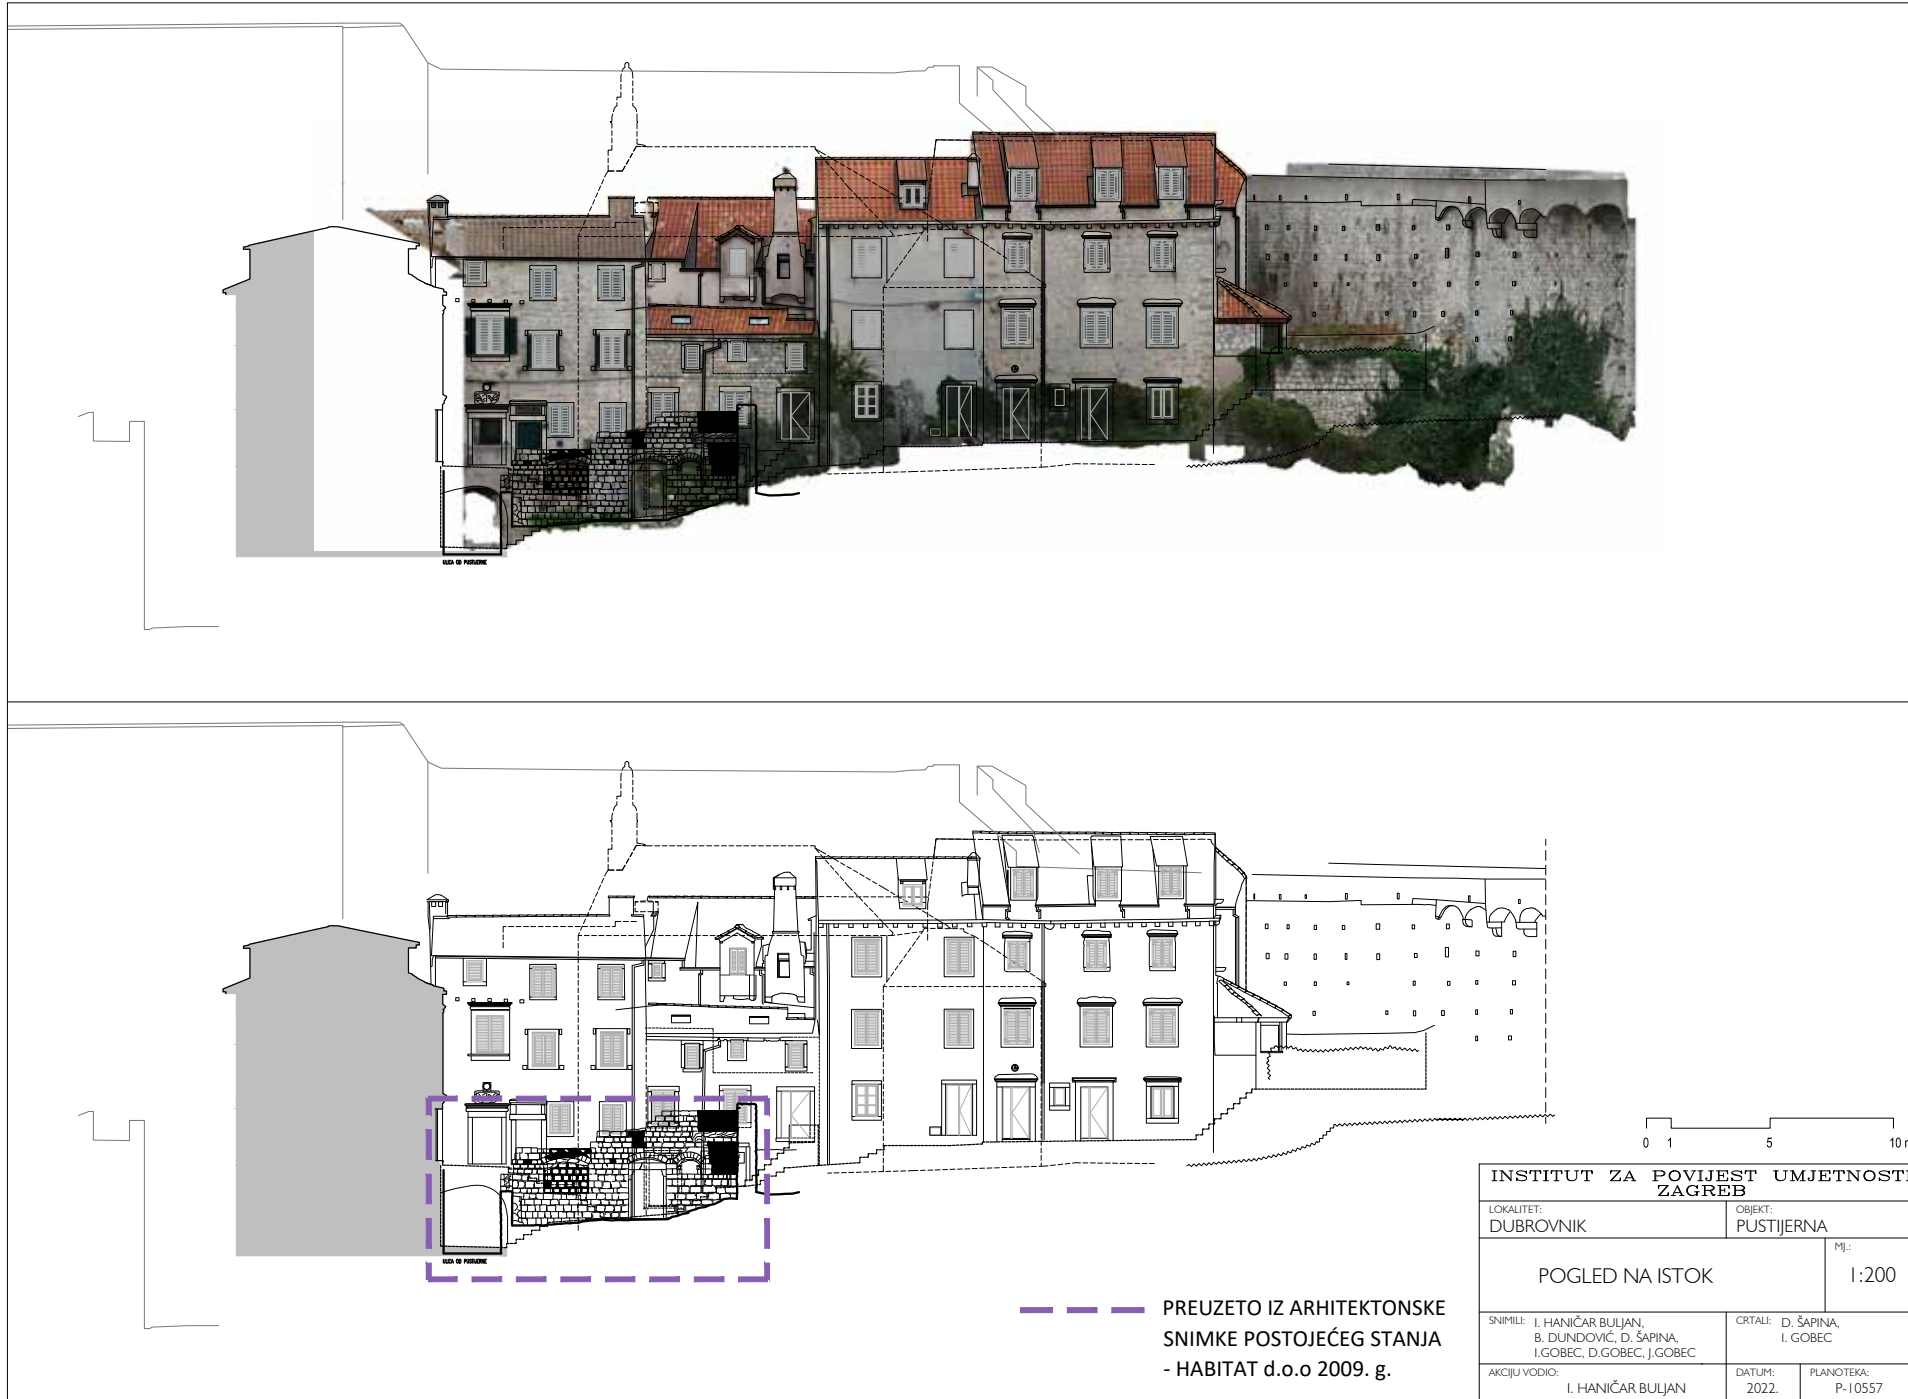 ULICA OD PUSTIJERNE
ULICA OD PUSTIJERNE
0 1 5 10 m
PREUZETO IZ ARHITEKTONSKE
SNIMKE POSTOJEĆEG STANJA
- HABITAT d.o.o 2009. g.
INSTITUT ZA POVIJEST UMJETNOSTI
ZAGREB
LOKALITET:
DUBROVNIK
OBJEKT:
PUSTIJERNA
POGLED NA ISTOK
MJ.:
1:200
SNIMILI: I. HANIČAR BULJAN,
B. DUNDOVIĆ, D. ŠAPINA,
I.GOBEC, D.GOBEC, J.GOBEC
CRTALI: D. ŠAPINA,
I. GOBEC
AKCIJU VODIO:
I. HANIČAR BULJAN
DATUM:
2022.
PLANOTEKA:
P-10557